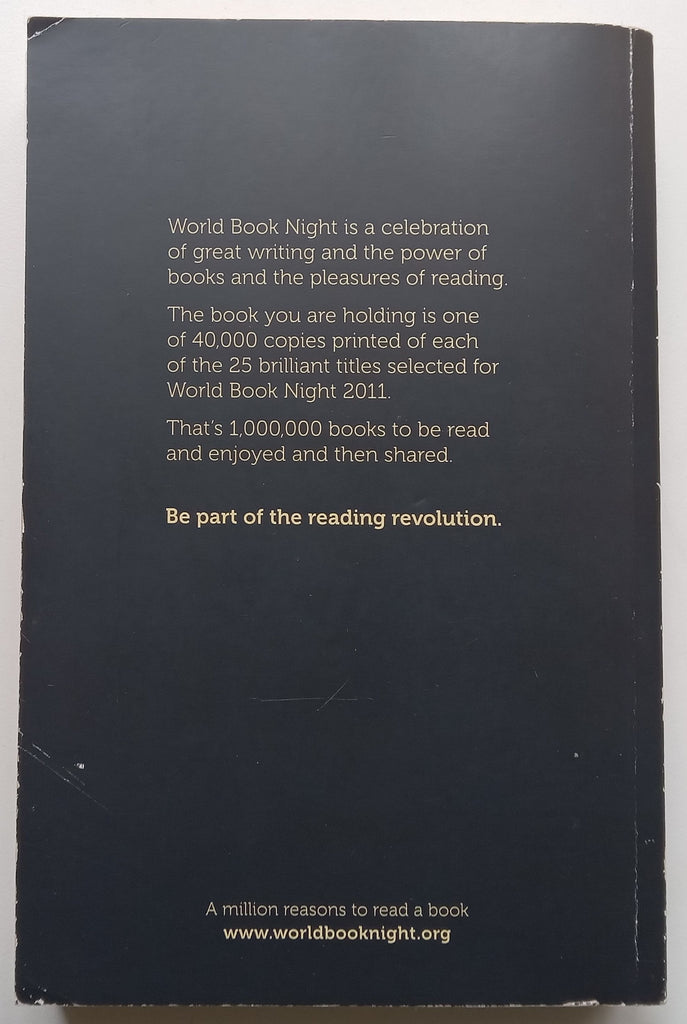 World Book Night is a celebration
of great writing and the power of
books and the pleasures of reading.
The book you are holding is one
of 40,000 copies printed of each
of the 25 brilliant titles selected for
World Book Night 2011.
That's 1,000,000 books to be read
and enjoyed and then shared.
Be part of the reading revolution.
A million reasons to read a book
www.worldbooknight.org